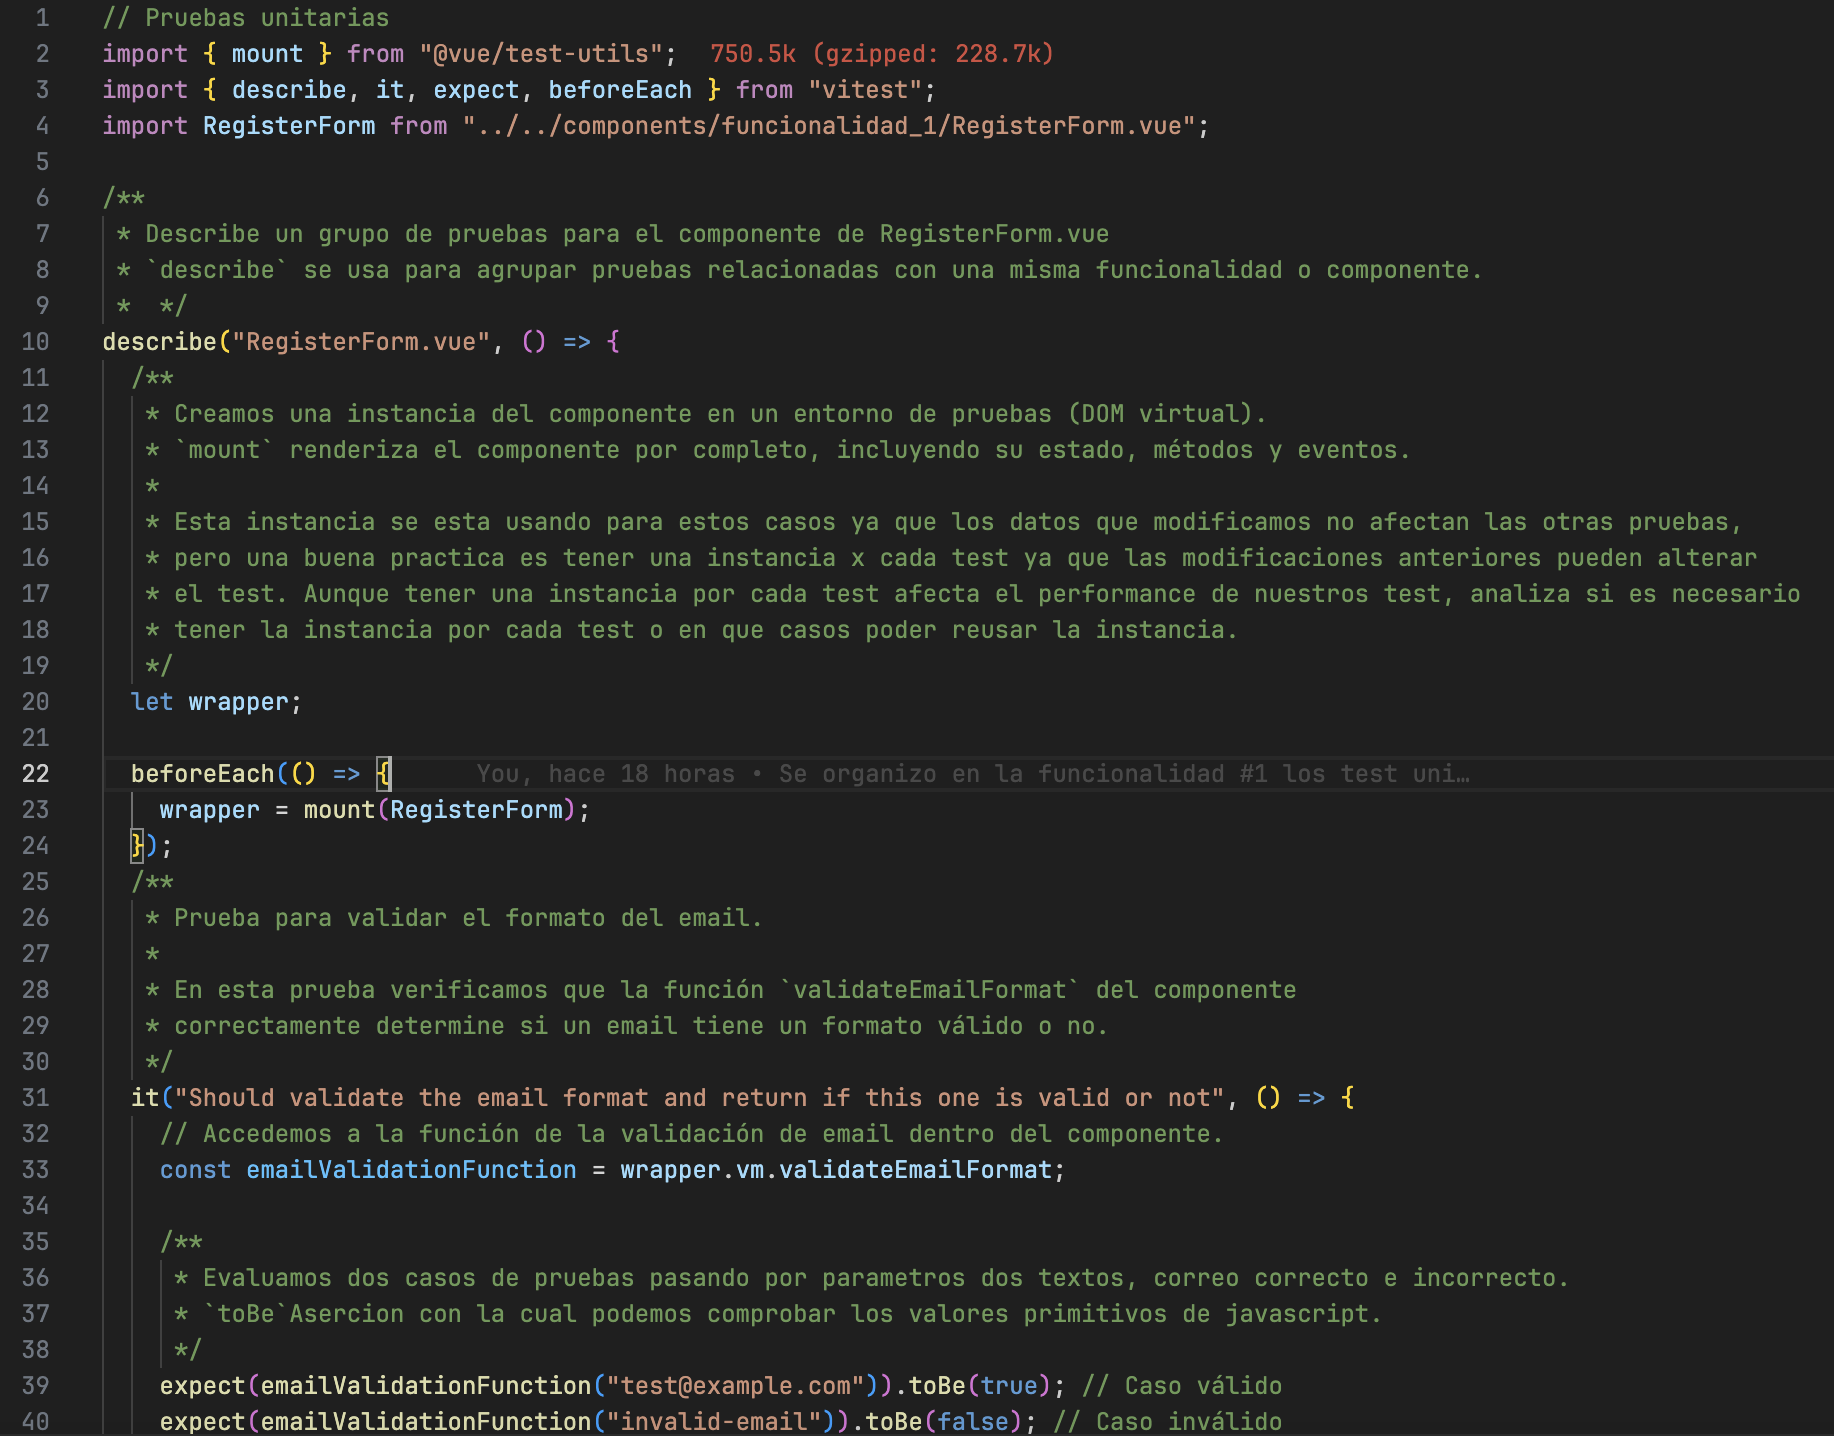 1 // Pruebas unitarias
2 import { mount } from "@vue/test-utils"; 750.5k (gzipped: 228.7k)
3 import { describe, it, expect, beforeEach } from "vitest";
4 import RegisterForm from "../../components/funcionalidad_1/RegisterForm.vue";
5
6 /**
7 * Describe un grupo de pruebas para el componente de RegisterForm.vue
8 * `describe` se usa para agrupar pruebas relacionadas con una misma funcionalidad o componente.
9 *  */
10 describe("RegisterForm.vue", () => {
11 /**
12 * Creamos una instancia del componente en un entorno de pruebas (DOM virtual).
13 * `mount` renderiza el componente por completo, incluyendo su estado, métodos y eventos.
14 *
15 * Esta instancia se esta usando para estos casos ya que los datos que modificamos no afectan las otras pruebas,
16 * pero una buena practica es tener una instancia x cada test ya que las modificaciones anteriores pueden alterar
17 * el test. Aunque tener una instancia por cada test afecta el performance de nuestros test, analiza si es necesario
18 * tener la instancia por cada test o en que casos poder reusar la instancia.
19 */
20 let wrapper;
21
22 beforeEach(() => { You, hace 18 horas • Se organizo en la funcionalidad #1 los test uni…
23 wrapper = mount(RegisterForm);
24 });
25 /**
26 * Prueba para validar el formato del email.
27 *
28 * En esta prueba verificamos que la función `validateEmailFormat` del componente
29 * correctamente determine si un email tiene un formato válido o no.
30 */
31 it("Should validate the email format and return if this one is valid or not", () => {
32 // Accedemos a la función de la validación de email dentro del componente.
33 const emailValidationFunction = wrapper.vm.validateEmailFormat;
34
35 /**
36 * Evaluamos dos casos de pruebas pasando por parametros dos textos, correo correcto e incorrecto.
37 * `toBe`Asercion con la cual podemos comprobar los valores primitivos de javascript.
38 */
39 expect(emailValidationFunction("test@example.com")).toBe(true); // Caso válido
40 expect(emailValidationFunction("invalid-email")).toBe(false); // Caso inválido